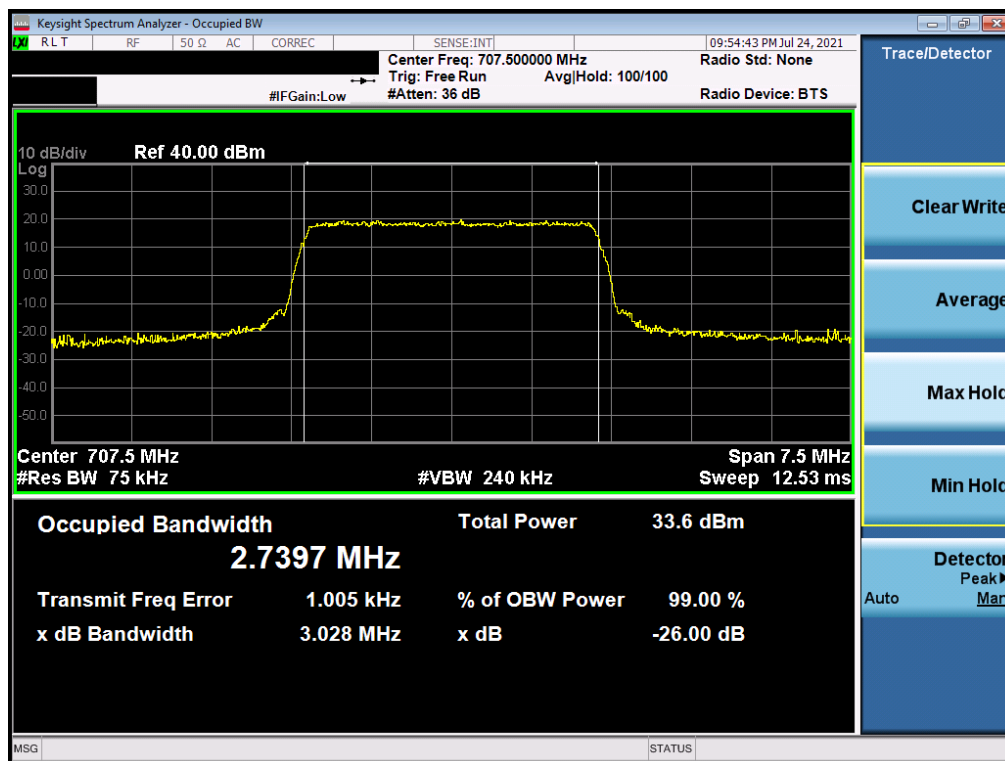 Keysight Spectrum Analyzer - Occupied BW
LXI RLT RF 50 Ω AC CORREC SENSE:INT 09:54:43 PM Jul 24, 2021
Center Freq: 707.500000 MHz Radio Std: None
Trig: Free Run Avg|Hold: 100/100
#IFGain:Low #Atten: 36 dB Radio Device: BTS
10 dB/div Ref 40.00 dBm
Log
30.0
20.0
10.0
0.00
-10.0
-20.0
-30.0
-40.0
-50.0
Center 707.5 MHz Span 7.5 MHz
#Res BW 75 kHz #VBW 240 kHz Sweep 12.53 ms
Occupied Bandwidth Total Power 33.6 dBm
2.7397 MHz
Transmit Freq Error 1.005 kHz % of OBW Power 99.00 %
x dB Bandwidth 3.028 MHz x dB -26.00 dB
MSG STATUS
Trace/Detector
Clear Write
Average
Max Hold
Min Hold
Detector
Peak
Auto Man